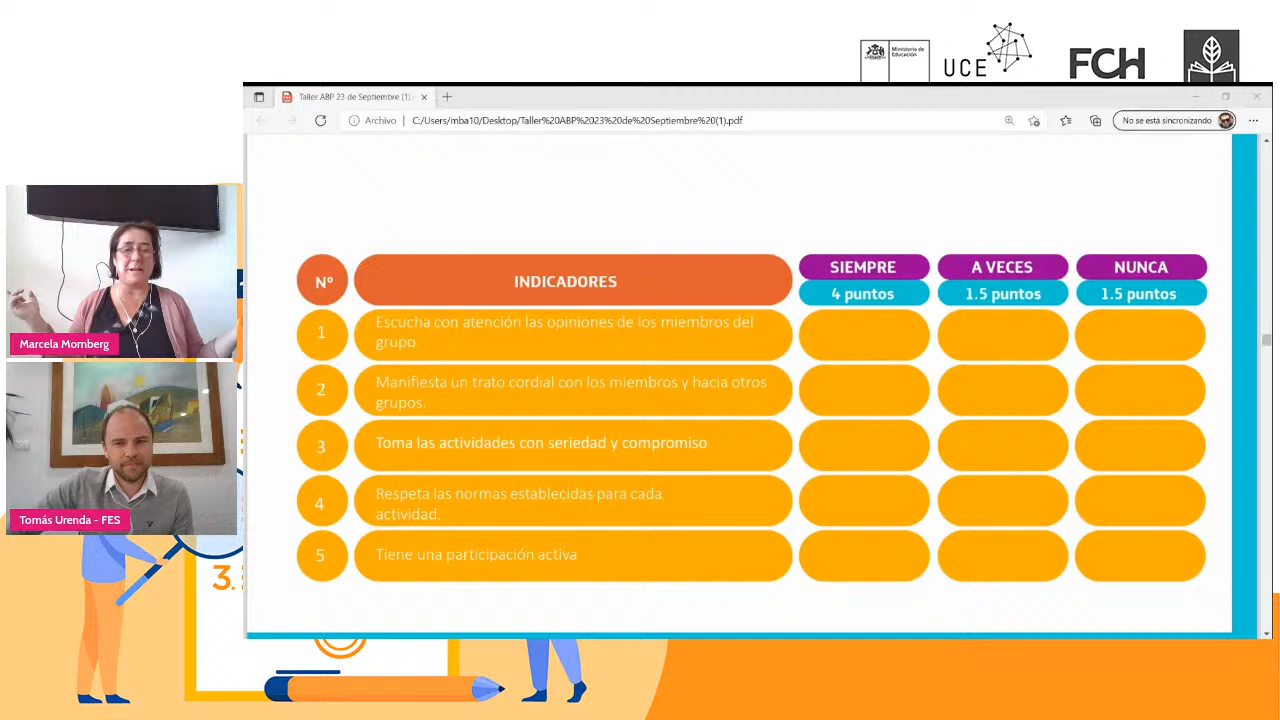 Ministerio de
Educación
UCE
FCH
Taller ABP 23 de Septiembre (1).
Archivo
C:/Users/mba10/Desktop/Taller%20ABP%2023%20de%20Septiembre%20(1).pdf
No se está sincronizando
Nº
INDICADORES
SIEMPRE
A VECES
NUNCA
4 puntos
1.5 puntos
1.5 puntos
1
Escucha con atención las opiniones de los miembros del
grupo.
2
Manifiesta un trato cordial con los miembros y hacia otros
grupos.
3
Toma las actividades con seriedad y compromiso
4
Respeta las normas establecidas para cada
actividad.
5
Tiene una participación activa
Marcela Momberg
Tomás Urenda - FES
3.